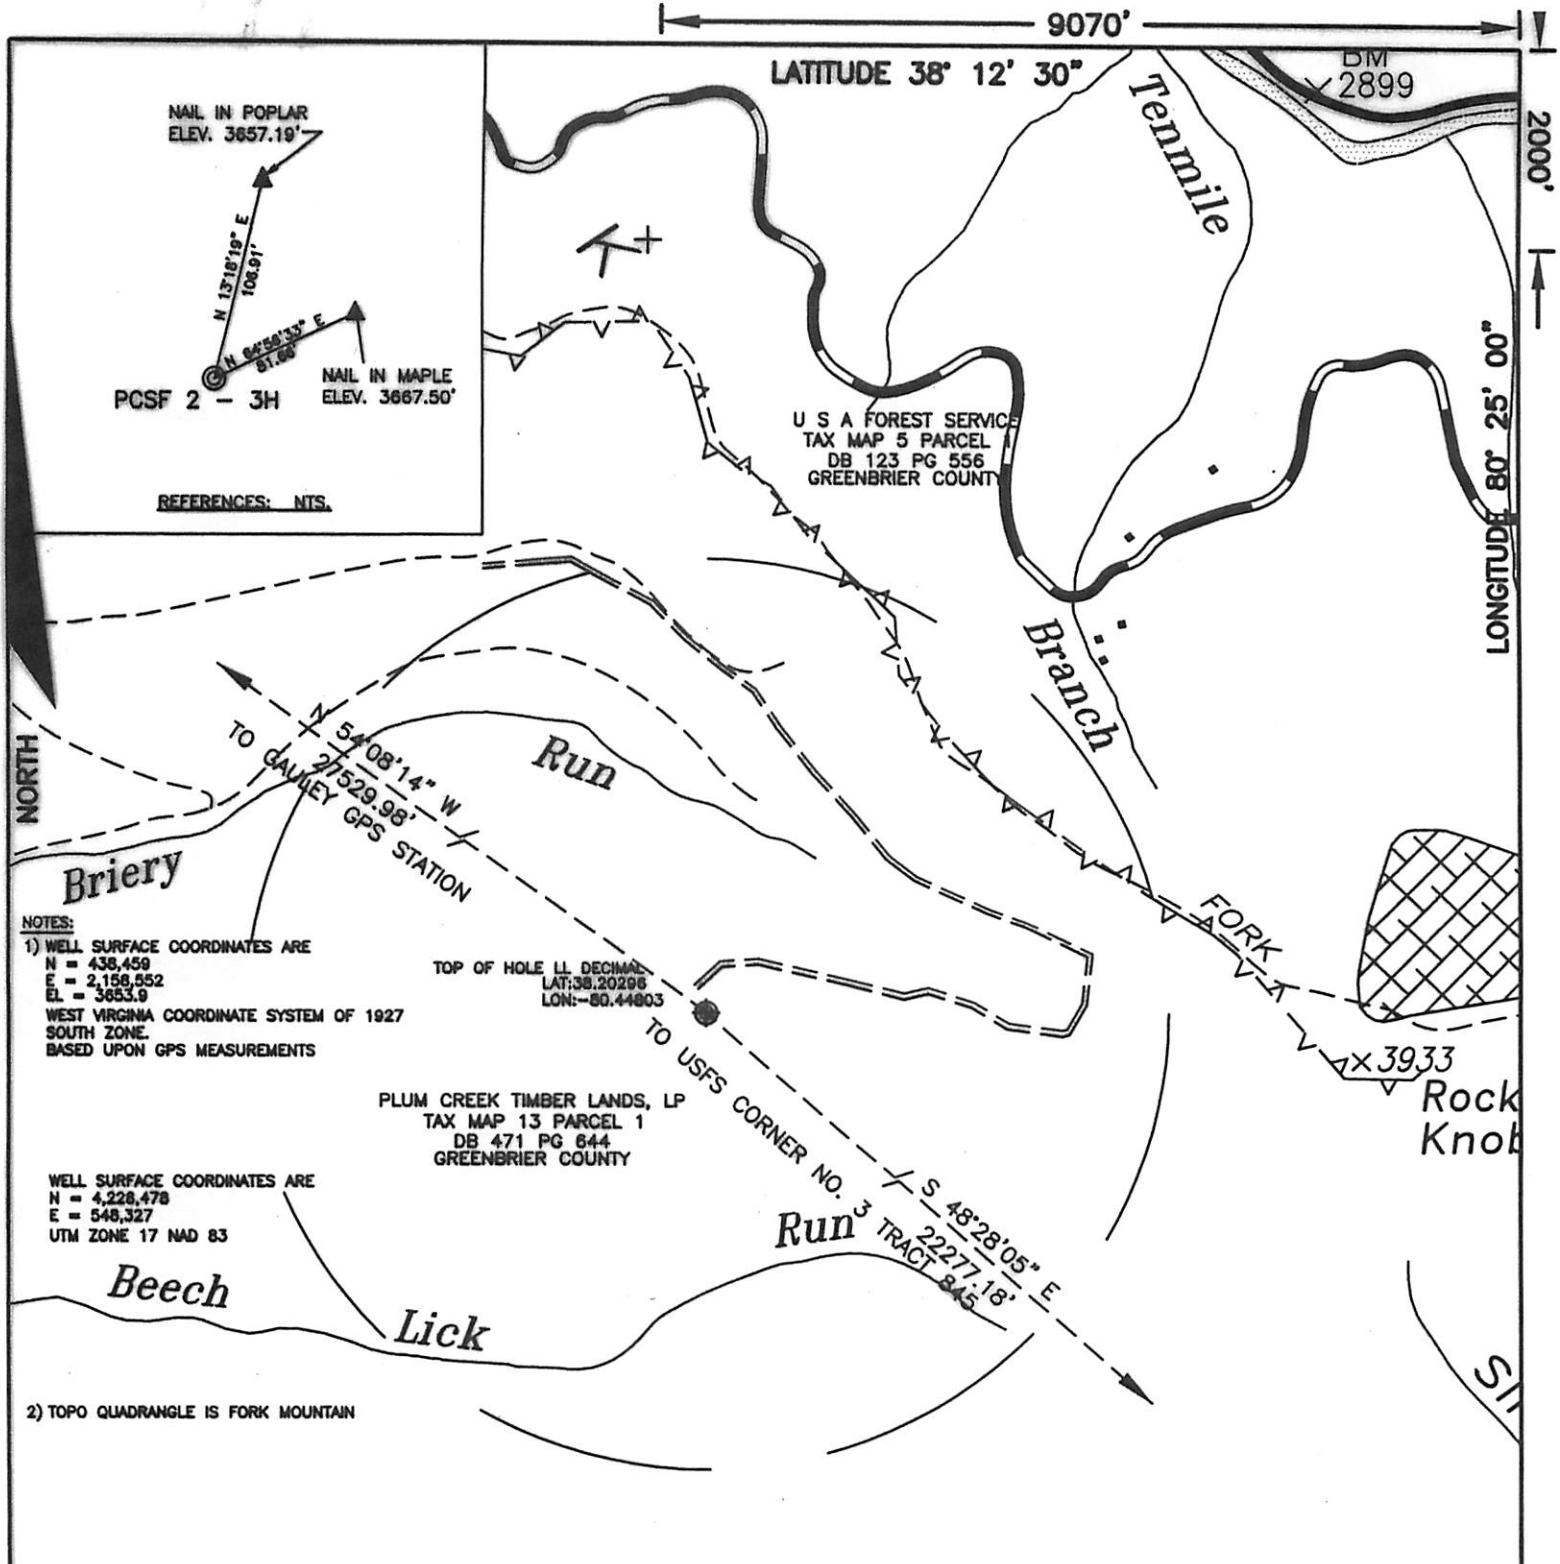 9070'
LATITUDE 38° 12' 30"
BM
2899
2000'
NAIL IN POPLAR
ELEV. 3657.19'
N 13°18'19" E
106.91'
N 64°56'33" E
81.66'
NAIL IN MAPLE
ELEV. 3667.50'
PCSF 2 - 3H
REFERENCES: NTS.
Tenmile
LONGITUDE 80° 25' 00"
U S A FOREST SERVICE
TAX MAP 5 PARCEL
DB 123 PG 556
GREENBRIER COUNTY
Branch
NORTH
N 54°08'14" W
27529.98'
TO GAULEY GPS STATION
Run
Briery
FORK
NOTES:
1) WELL SURFACE COORDINATES ARE
N = 438,459
E = 2,158,552
EL = 3653.9
WEST VIRGINIA COORDINATE SYSTEM OF 1927
SOUTH ZONE.
BASED UPON GPS MEASUREMENTS
TOP OF HOLE LL DECIMAL
LAT:38.20296
LON:-80.44803
TO USFS CORNER NO. 3 TRACT 845
S 48°28'05" E
22277.18'
×3933
Rock
Knob
PLUM CREEK TIMBER LANDS, LP
TAX MAP 13 PARCEL 1
DB 471 PG 644
GREENBRIER COUNTY
WELL SURFACE COORDINATES ARE
N = 4,228,478
E = 548,327
UTM ZONE 17 NAD 83
Run
Beech
Lick
2) TOPO QUADRANGLE IS FORK MOUNTAIN